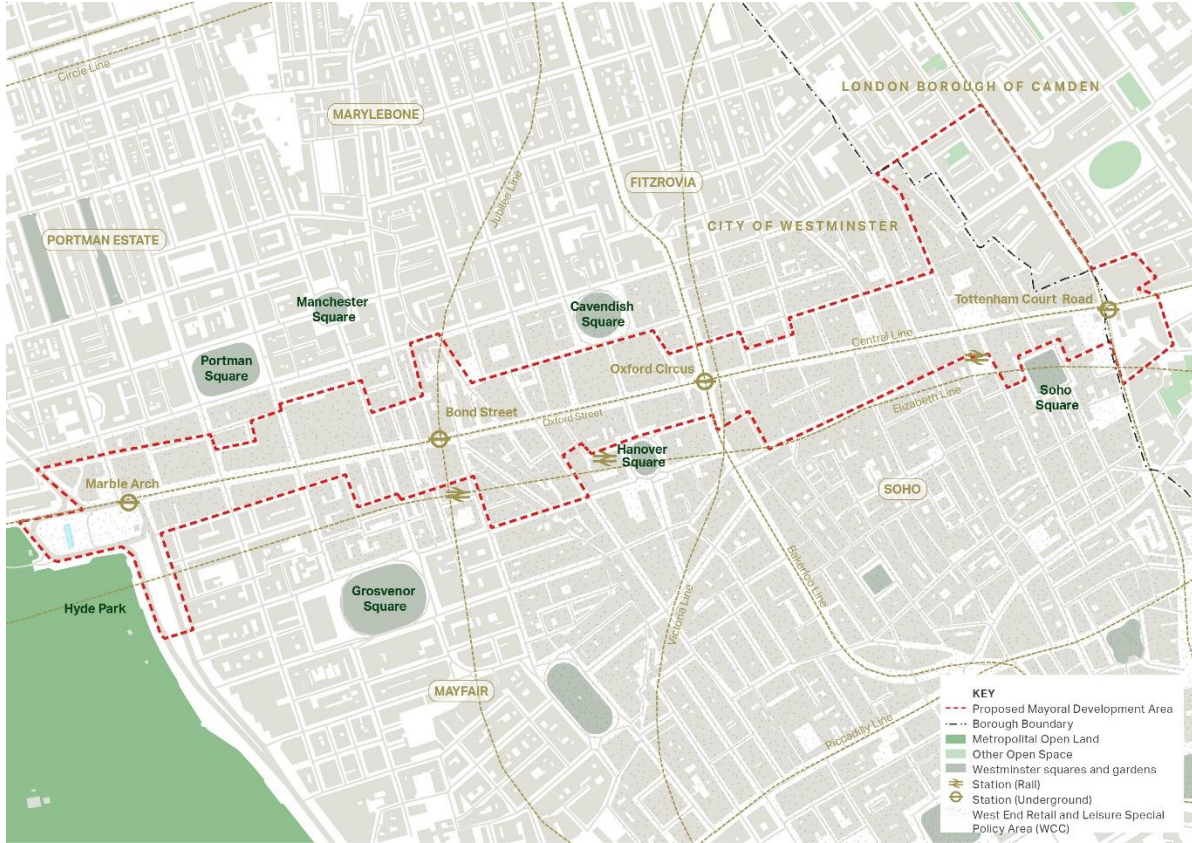 Circle Line
MARYLEBONE
LONDON BOROUGH OF CAMDEN
FITZROVIA
Jubilee Line
CITY OF WESTMINSTER
PORTMAN ESTATE
Manchester
Square
Cavendish
Square
Tottenham Court Road
Portman
Square
Central Line
Oxford Circus
Bond Street
Oxford Street
Elizabeth Line
Soho
Square
Hanover
Square
Marble Arch
SOHO
Hyde Park
Grosvenor
Square
Bakerloo Line
Victoria Line
MAYFAIR
Piccadilly Line
KEY
Proposed Mayoral Development Area
Borough Boundary
Metropolital Open Land
Other Open Space
Westminster squares and gardens
Station (Rail)
Station (Underground)
West End Retail and Leisure Special
Policy Area (WCC)